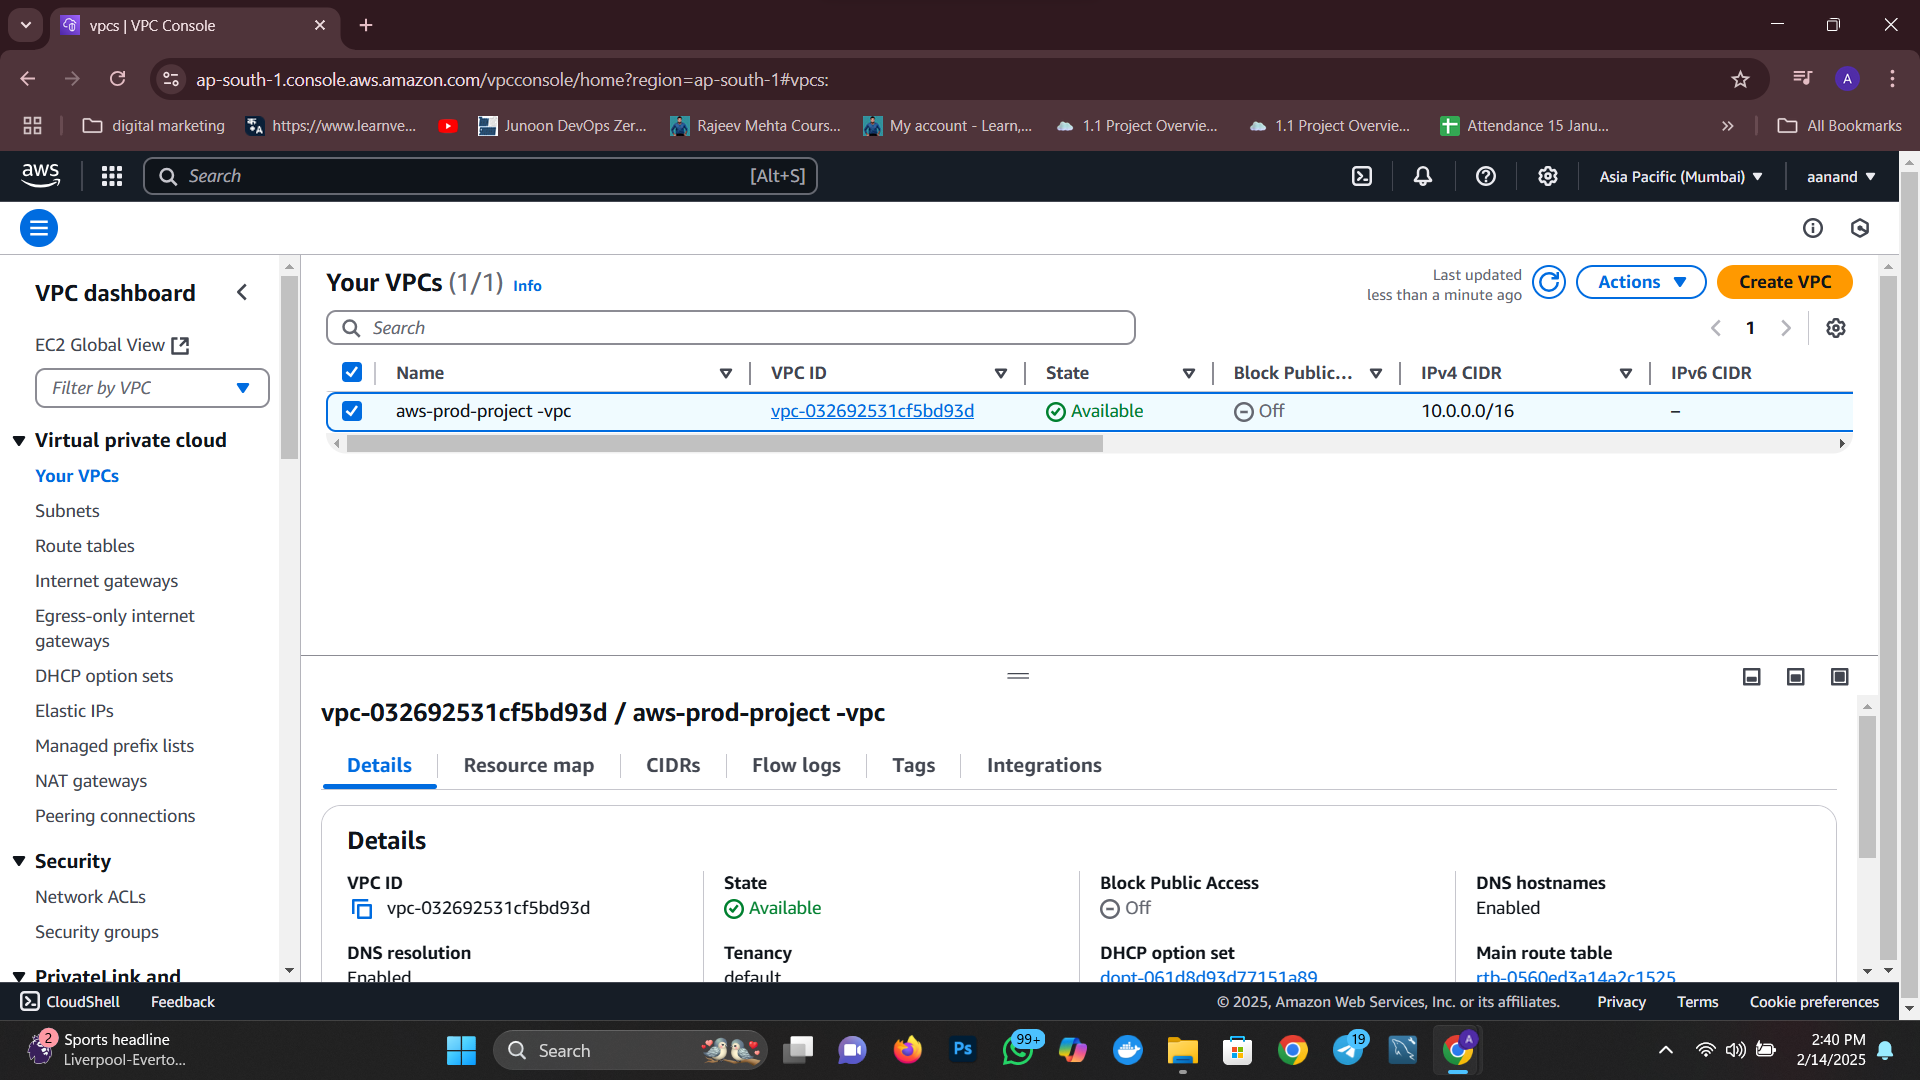 vpcs | VPC Console
ap-south-1.console.aws.amazon.com/vpcconsole/home?region=ap-south-1#vpcs:
A
digital marketing
https://www.learnve...
Junoon DevOps Zer...
Rajeev Mehta Cours...
My account - Learn,...
1.1 Project Overvie...
1.1 Project Overvie...
Attendance 15 Janu...
All Bookmarks
aws
Search
[Alt+S]
Asia Pacific (Mumbai)
aanand
VPC dashboard
EC2 Global View
Filter by VPC
Virtual private cloud
Your VPCs
Subnets
Route tables
Internet gateways
Egress-only internet
gateways
DHCP option sets
Elastic IPs
Managed prefix lists
NAT gateways
Peering connections
Security
Network ACLs
Security groups
PrivateLink and
Your VPCs (1/1) Info
Last updated
less than a minute ago
Actions
Create VPC
Search
1
Name
VPC ID
State
Block Public...
IPv4 CIDR
IPv6 CIDR
aws-prod-project -vpc
vpc-032692531cf5bd93d
Available
Off
10.0.0.0/16
–
vpc-032692531cf5bd93d / aws-prod-project -vpc
Details
Resource map
CIDRs
Flow logs
Tags
Integrations
Details
VPC ID
vpc-032692531cf5bd93d
State
Available
Block Public Access
Off
DNS hostnames
Enabled
DNS resolution
Enabled
Tenancy
default
DHCP option set
dopt-061d8d93d77151a89
Main route table
rtb-0560ed3a14a2c1525
CloudShell
Feedback
© 2025, Amazon Web Services, Inc. or its affiliates.
Privacy
Terms
Cookie preferences
2
Sports headline
Liverpool-Everto...
Search
Ps
99+
19
A
2:40 PM
2/14/2025